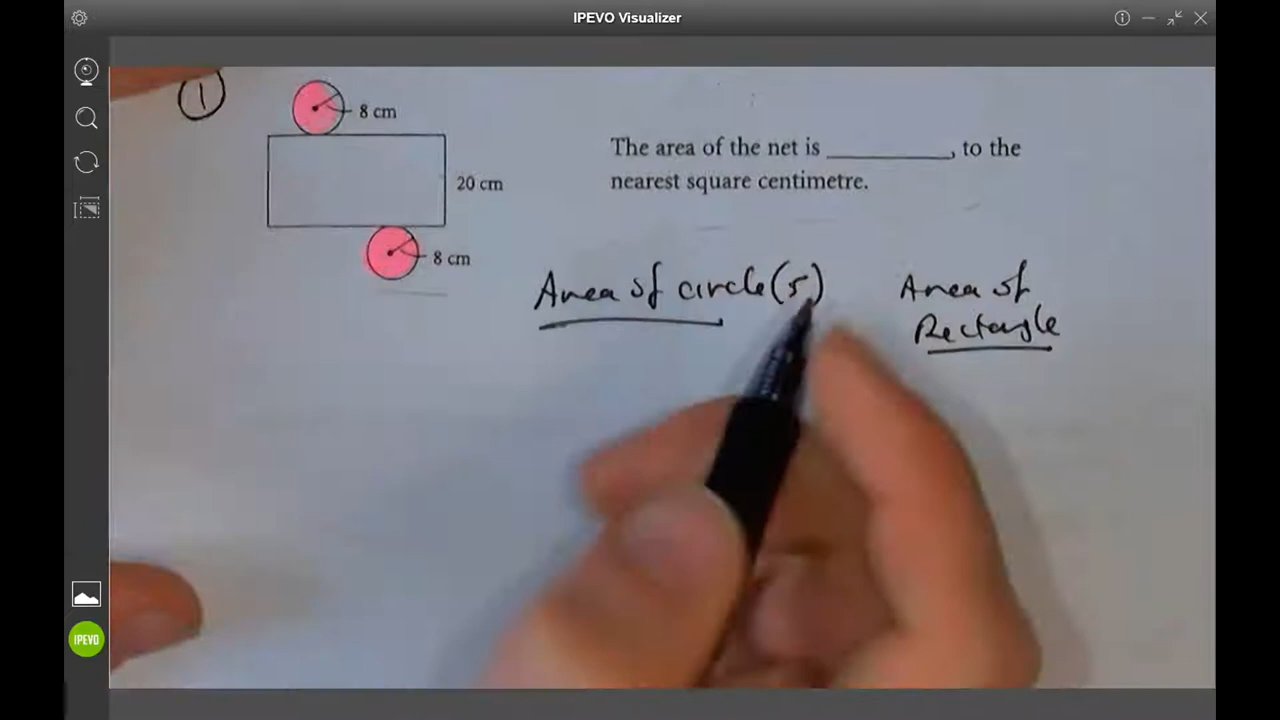 IPEVO Visualizer
1
8 cm
20 cm
8 cm
The area of the net is __________, to the
nearest square centimetre.
Area of circle(s)
Area of
Rectangle
IPEVO